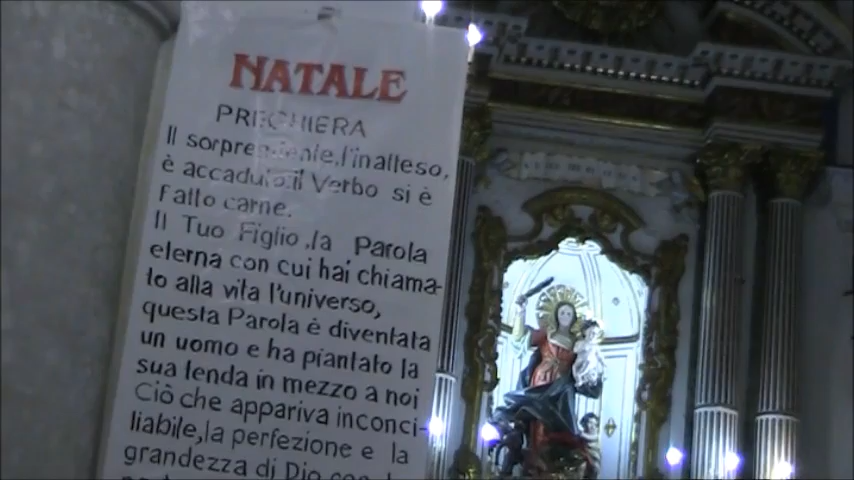 NATALE
PREGHIERA
Il sorprendente, l'inatteso,
è accaduto: il Verbo si è
fatto carne.
Il Tuo Figlio, la Parola
eterna con cui hai chiama-
to alla vita l'universo,
questa Parola è diventata
un uomo e ha piantato la
sua tenda in mezzo a noi
Ciò che appariva inconci-
liabile, la perfezione e la
grandezza di Dio con